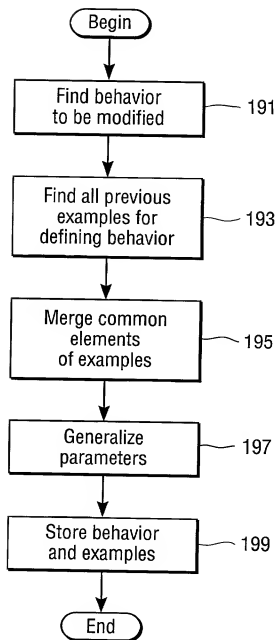 Begin
Find behavior
to be modified
191
Find all previous
examples for
defining behavior
193
Merge common
elements
of examples
195
Generalize
parameters
197
Store behavior
and examples
199
End